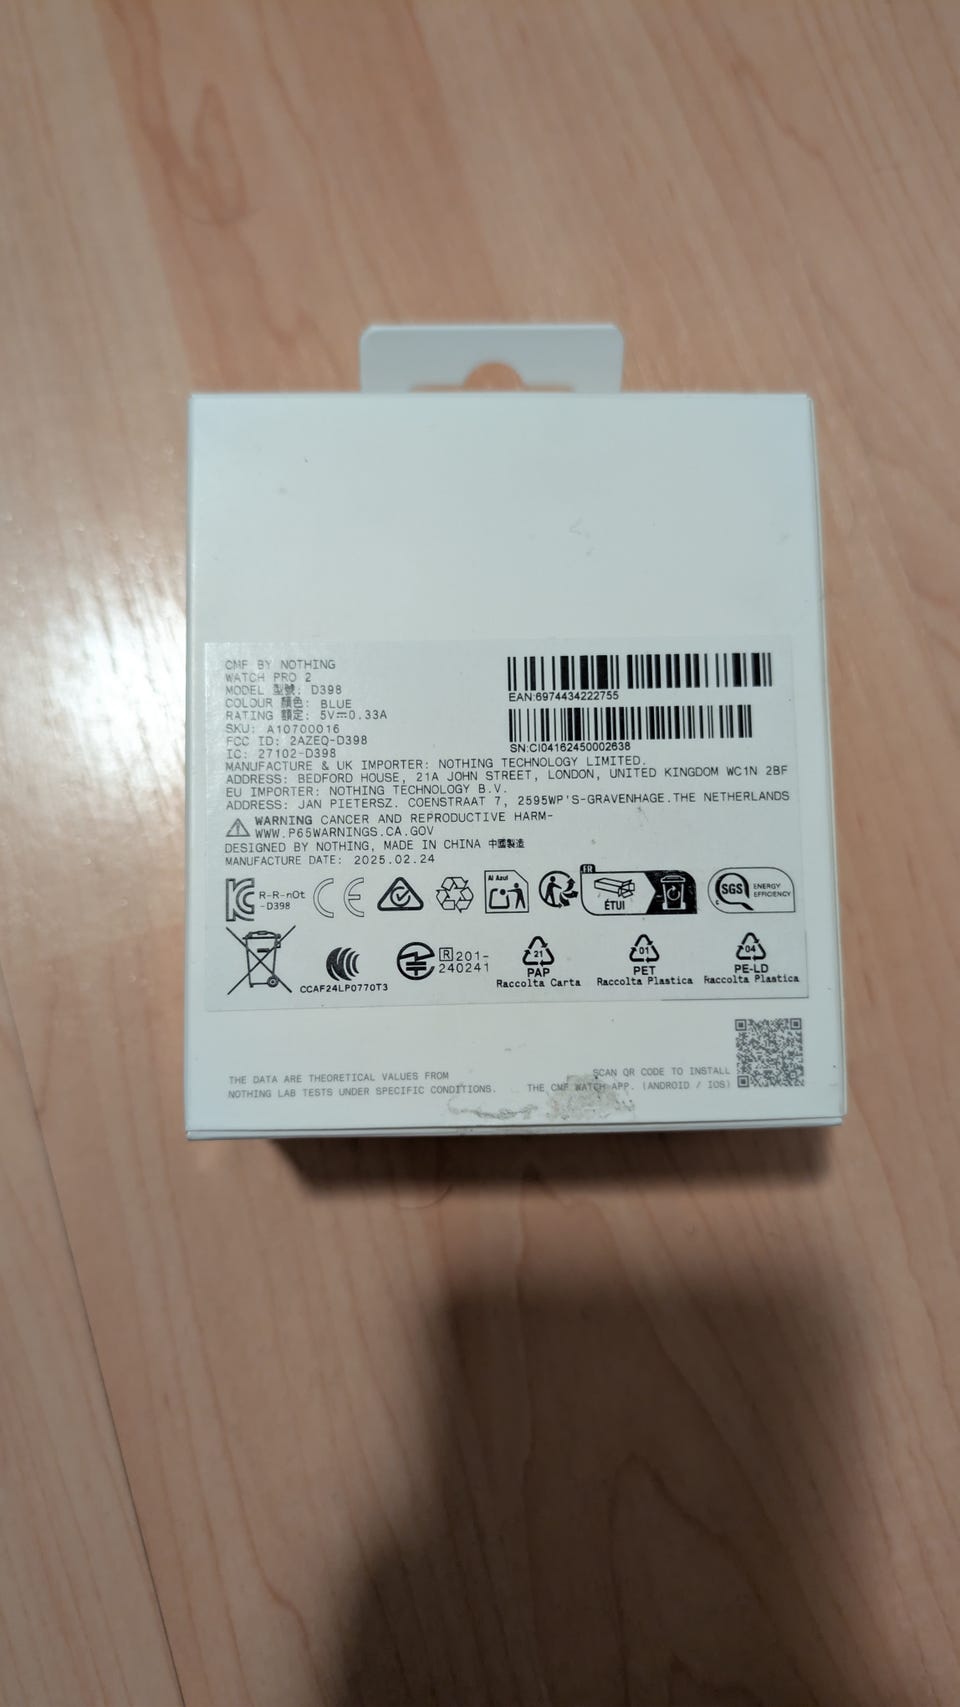 CMF BY NOTHING
WATCH PRO 2
MODEL 型號: D398
COLOUR 顏色: BLUE
RATING 額定: 5V⎓0.33A
SKU: A10700016
FCC ID: 2AZEQ-D398
IC: 27102-D398
EAN:6974434222755
SN:CI04162450002638
MANUFACTURE & UK IMPORTER: NOTHING TECHNOLOGY LIMITED.
ADDRESS: BEDFORD HOUSE, 21A JOHN STREET, LONDON, UNITED KINGDOM WC1N 2BF
EU IMPORTER: NOTHING TECHNOLOGY B.V.
ADDRESS: JAN PIETERSZ. COENSTRAAT 7, 2595WP'S-GRAVENHAGE.THE NETHERLANDS
WARNING CANCER AND REPRODUCTIVE HARM-
WWW.P65WARNINGS.CA.GOV
DESIGNED BY NOTHING, MADE IN CHINA 中國製造
MANUFACTURE DATE: 2025.02.24
R-R-nOt
-D398
CE
Al Azul
FR
ÉTUI
SGS
ENERGY
EFFICIENCY
CCAF24LP0770T3
R 201-
240241
21
PAP
Raccolta Carta
01
PET
Raccolta Plastica
04
PE-LD
Raccolta Plastica
THE DATA ARE THEORETICAL VALUES FROM
NOTHING LAB TESTS UNDER SPECIFIC CONDITIONS.
SCAN QR CODE TO INSTALL
THE CMF WATCH APP. (ANDROID / IOS)